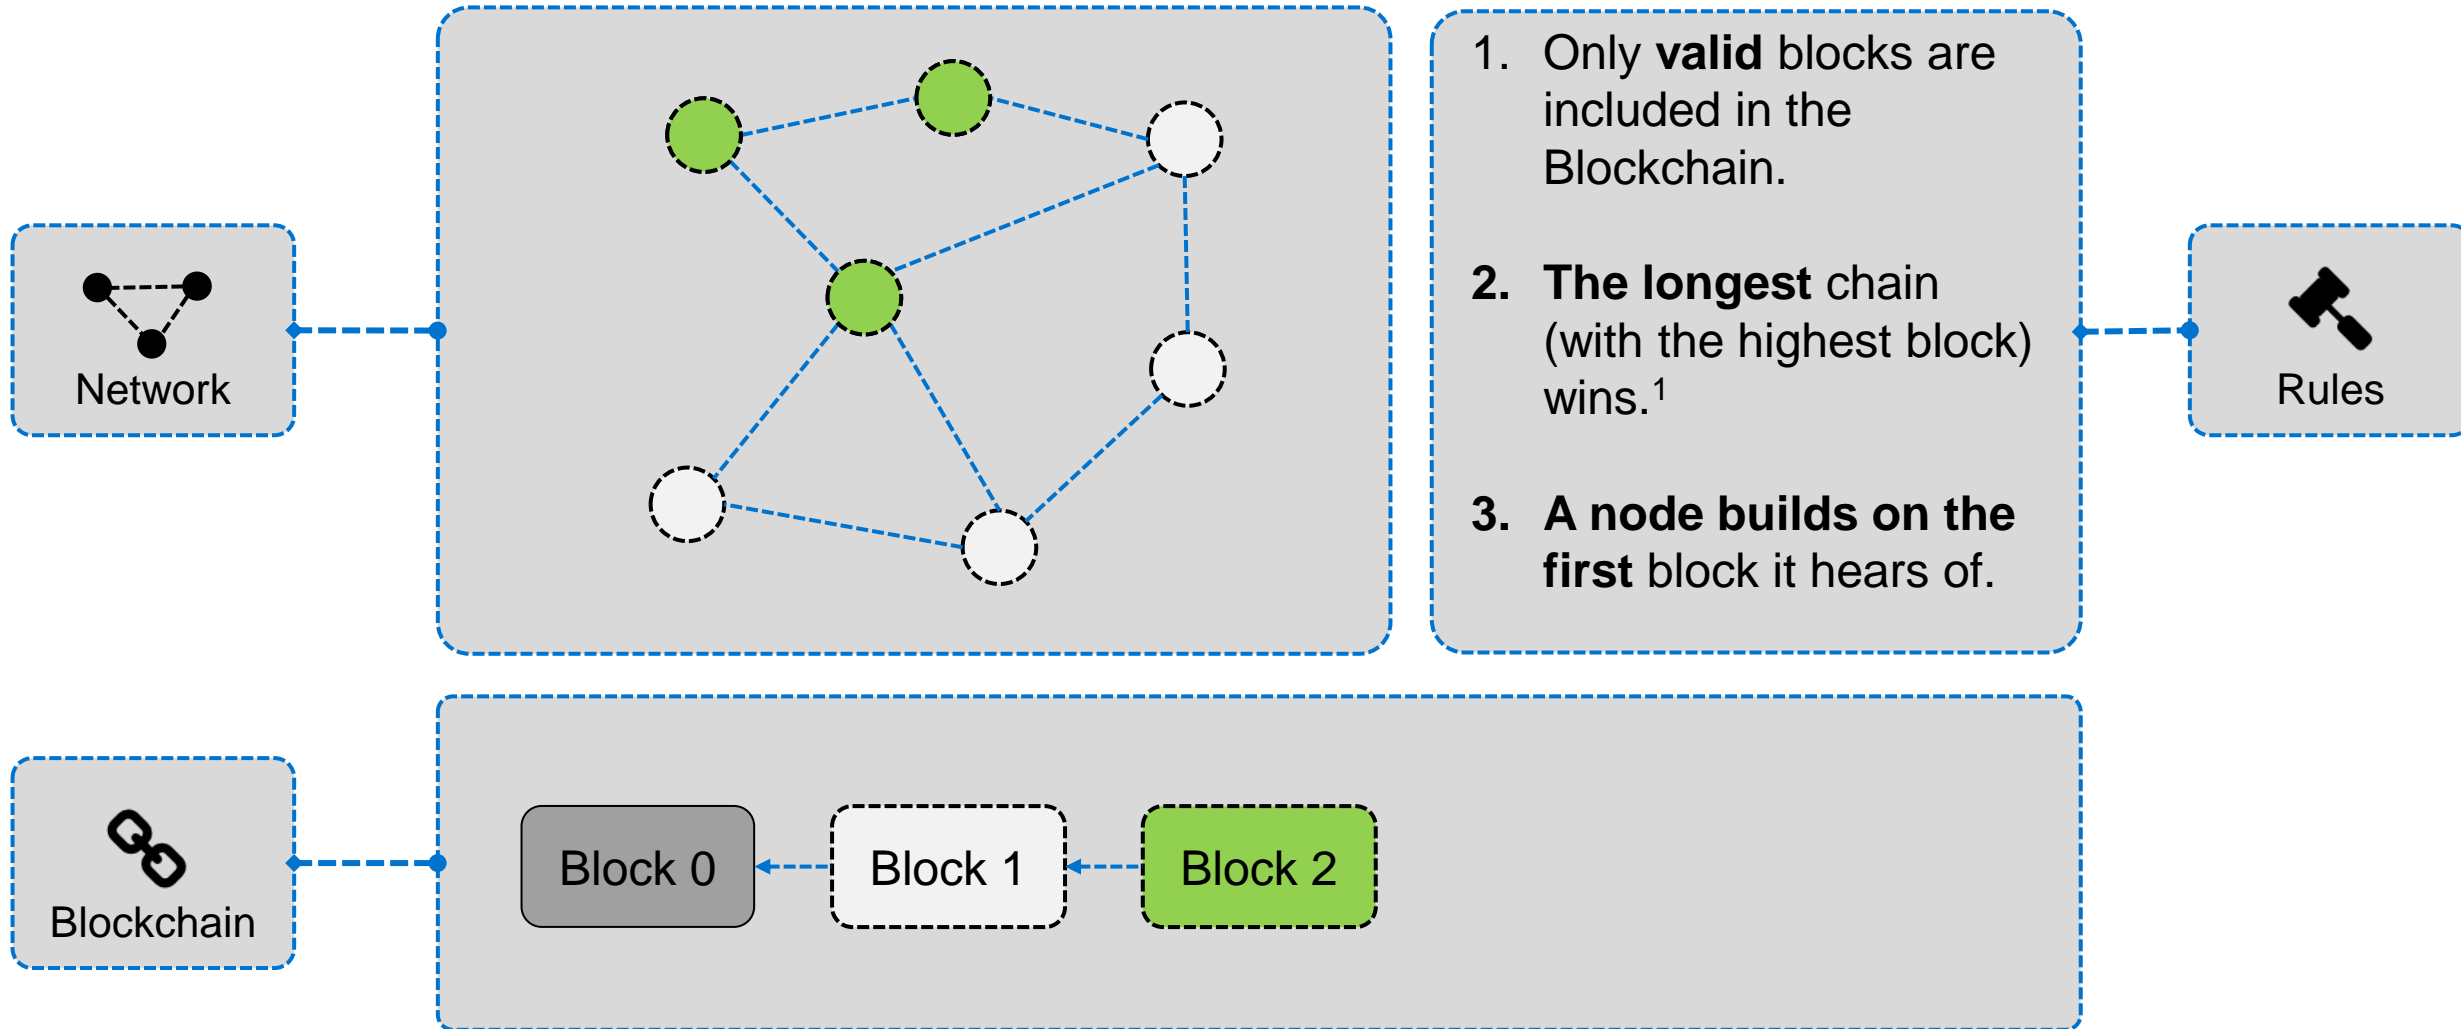 Network
1. Only valid blocks are
included in the
Blockchain.
2. The longest chain
(with the highest block)
wins.¹
3. A node builds on the
first block it hears of.
Rules
Blockchain
Block 0
Block 1
Block 2